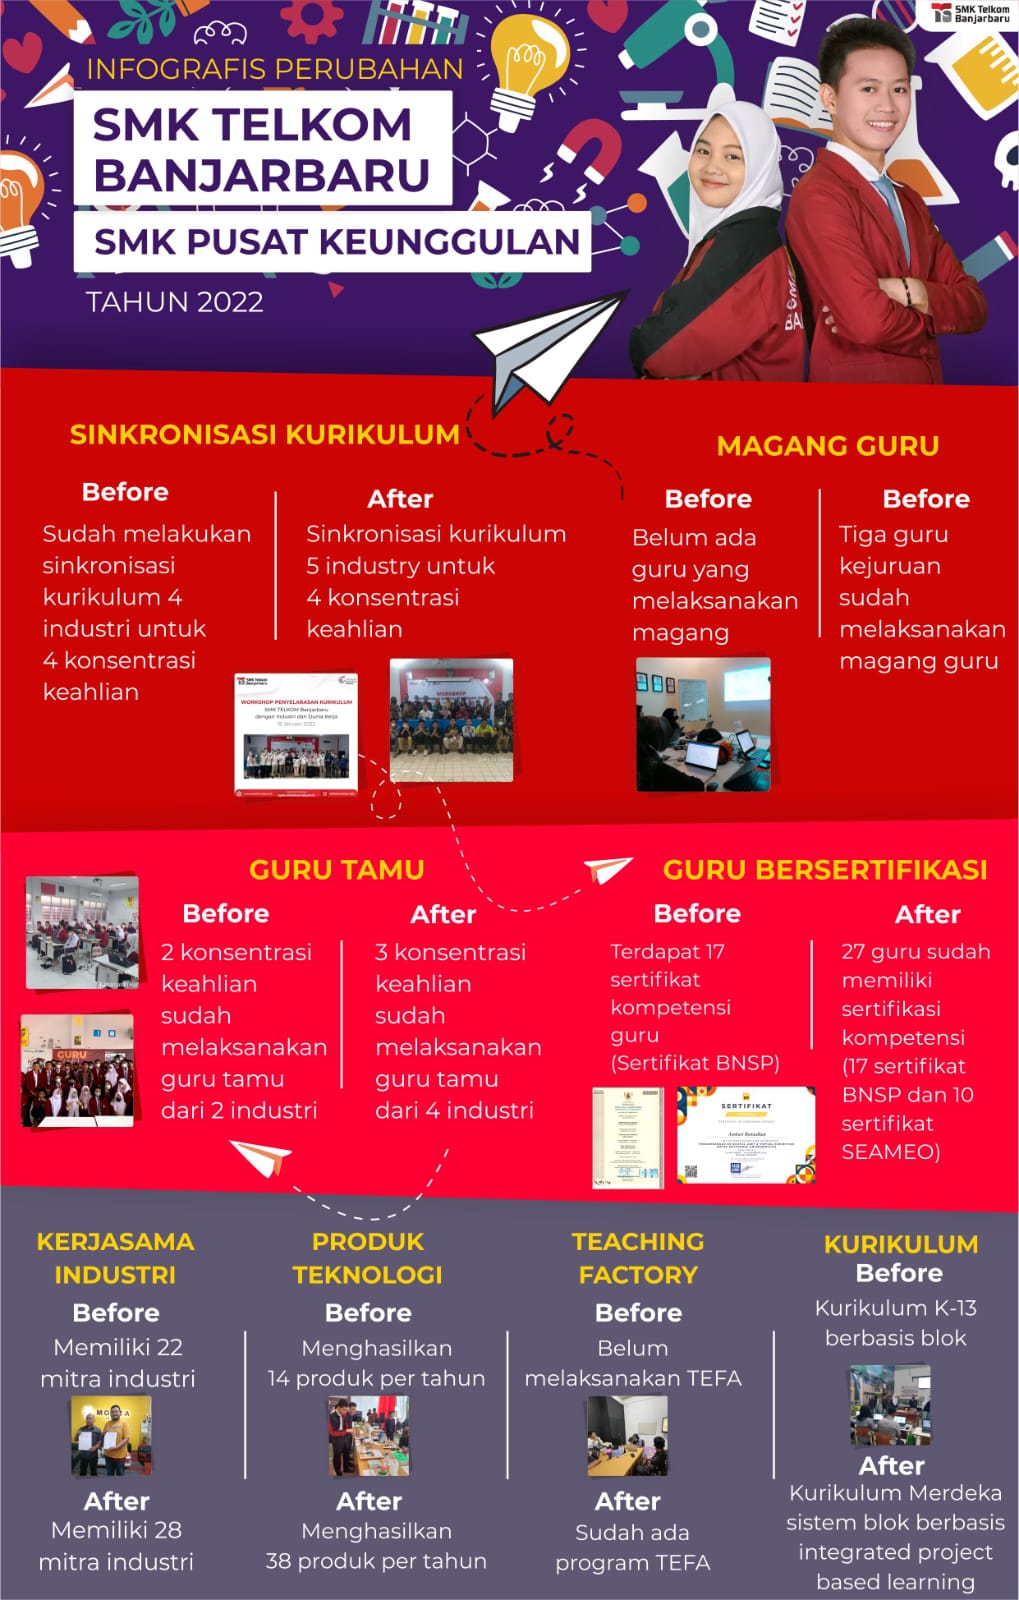 SMK Telkom
Banjarbaru
INFOGRAFIS PERUBAHAN
SMK TELKOM
BANJARBARU
SMK PUSAT KEUNGGULAN
TAHUN 2022
SINKRONISASI KURIKULUM
Before
Sudah melakukan
sinkronisasi
kurikulum 4
industri untuk
4 konsentrasi
keahlian
After
Sinkronisasi kurikulum
5 industry untuk
4 konsentrasi
keahlian
SMK Telkom
Banjarbaru
WORKSHOP PENYELARASAN KURIKULUM
SMK TELKOM Banjarbaru
dengan Industri dan Dunia Kerja
19 Januari 2022
WORKSHOP
MAGANG GURU
Before
Belum ada
guru yang
melaksanakan
magang
Before
Tiga guru
kejuruan
sudah
melaksanakan
magang guru
GURU TAMU
Before
2 konsentrasi
keahlian
sudah
melaksanakan
guru tamu
dari 2 industri
After
3 konsentrasi
keahlian
sudah
melaksanakan
guru tamu
dari 4 industri
GURU
GURU BERSERTIFIKASI
Before
Terdapat 17
sertifikat
kompetensi
guru
(Sertifikat BNSP)
After
27 guru sudah
memiliki
sertifikasi
kompetensi
(17 sertifikat
BNSP dan 10
sertifikat
SEAMEO)
SERTIFIKAT
KERJASAMA
INDUSTRI
Before
Memiliki 22
mitra industri
After
Memiliki 28
mitra industri
PRODUK
TEKNOLOGI
Before
Menghasilkan
14 produk per tahun
After
Menghasilkan
38 produk per tahun
TEACHING
FACTORY
Before
Belum
melaksanakan TEFA
After
Sudah ada
program TEFA
KURIKULUM
Before
Kurikulum K-13
berbasis blok
After
Kurikulum Merdeka
sistem blok berbasis
integrated project
based learning